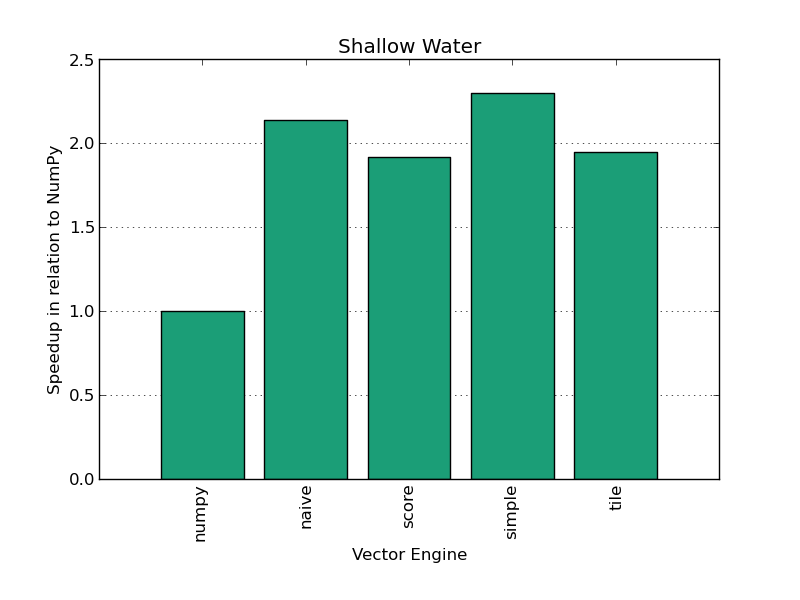 Shallow Water
2.5
2.0
1.5
1.0
0.5
0.0
Speedup in relation to NumPy
numpy
naive
score
simple
tile
Vector Engine